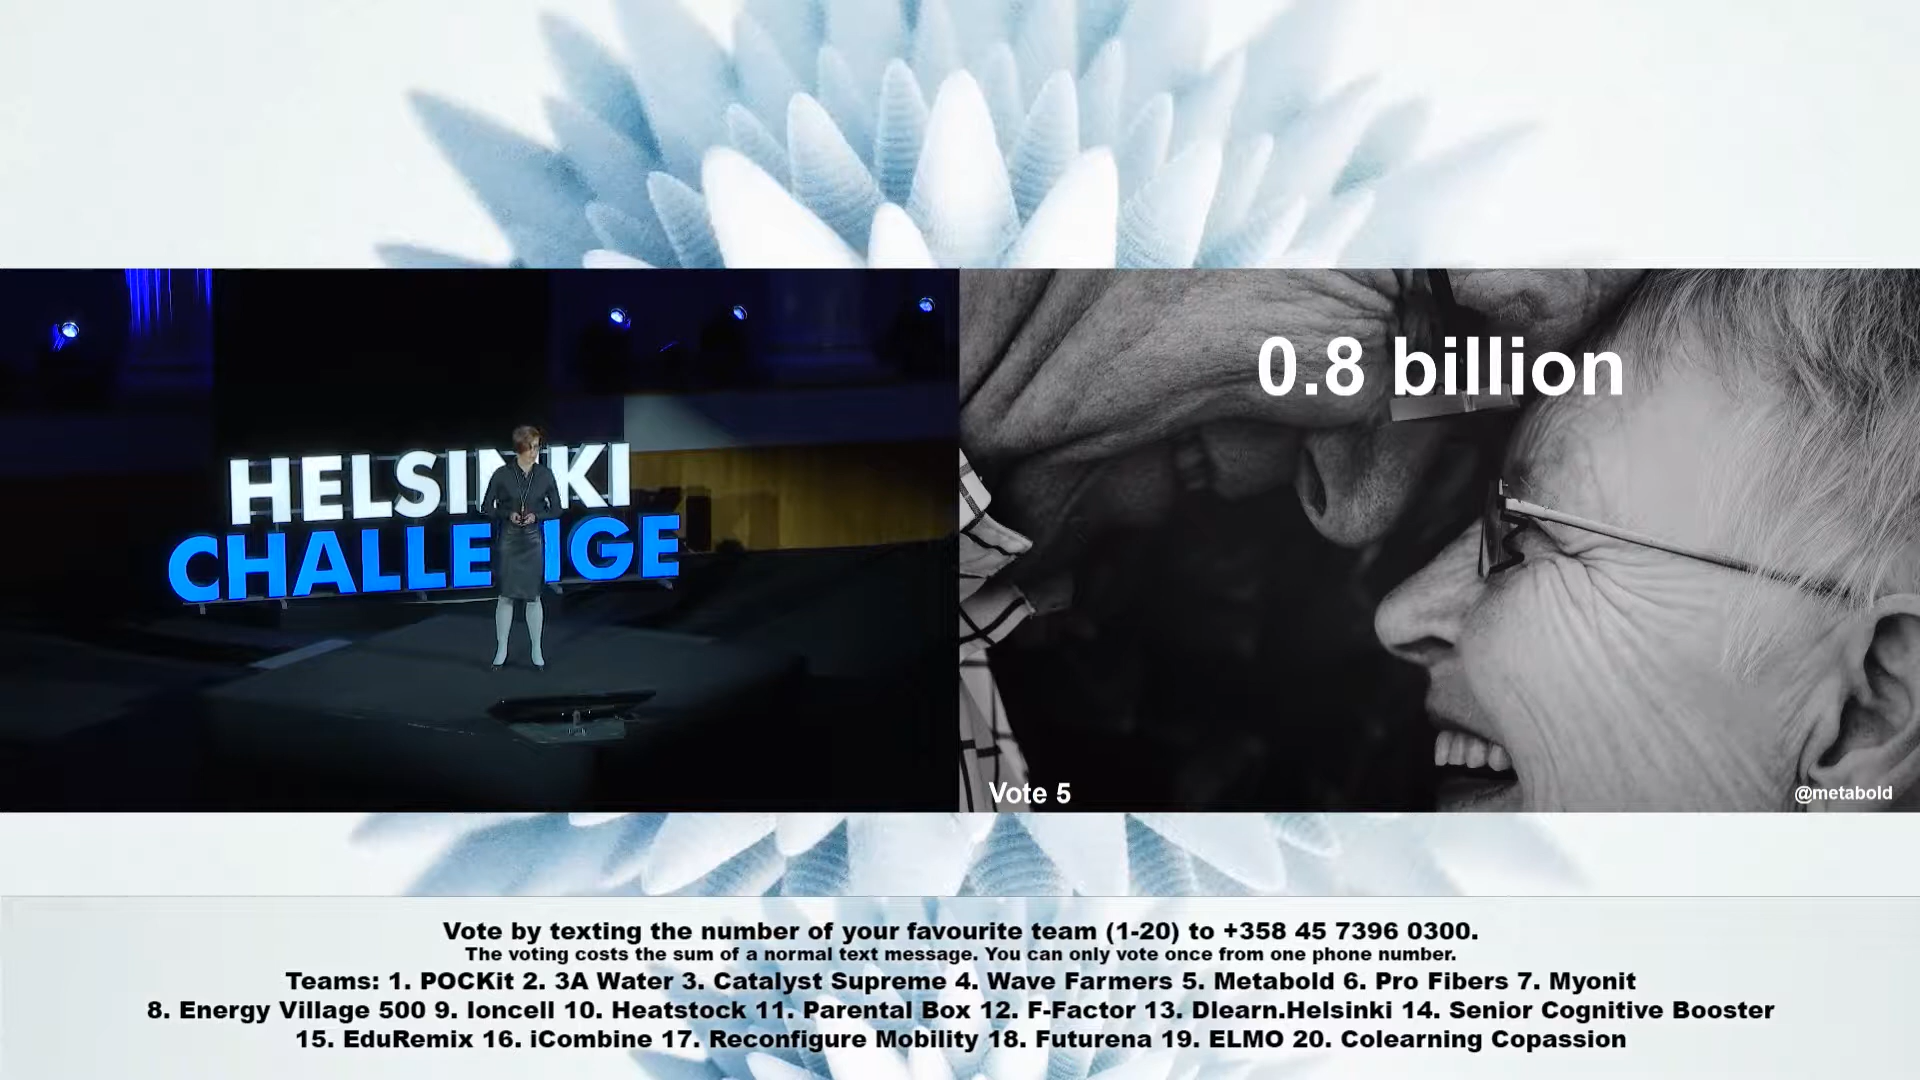 HELSINKI
CHALLENGE
0.8 billion
Vote 5
@metabold
Vote by texting the number of your favourite team (1-20) to +358 45 7396 0300.
The voting costs the sum of a normal text message. You can only vote once from one phone number.
Teams: 1. POCKit 2. 3A Water 3. Catalyst Supreme 4. Wave Farmers 5. Metabold 6. Pro Fibers 7. Myonit
8. Energy Village 500 9. Ioncell 10. Heatstock 11. Parental Box 12. F-Factor 13. Dlearn.Helsinki 14. Senior Cognitive Booster
15. EduRemix 16. iCombine 17. Reconfigure Mobility 18. Futurena 19. ELMO 20. Colearning Copassion